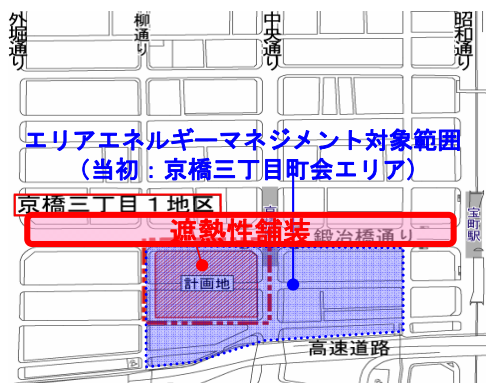 外堀通り
柳通り
中央通り
昭和通り
エリアエネルギーマネジメント対象範囲
(当初:京橋三丁目町会エリア)
京橋三丁目1地区
遮熱性舗装
鍛冶橋通り
宝町駅
計画地
高速道路